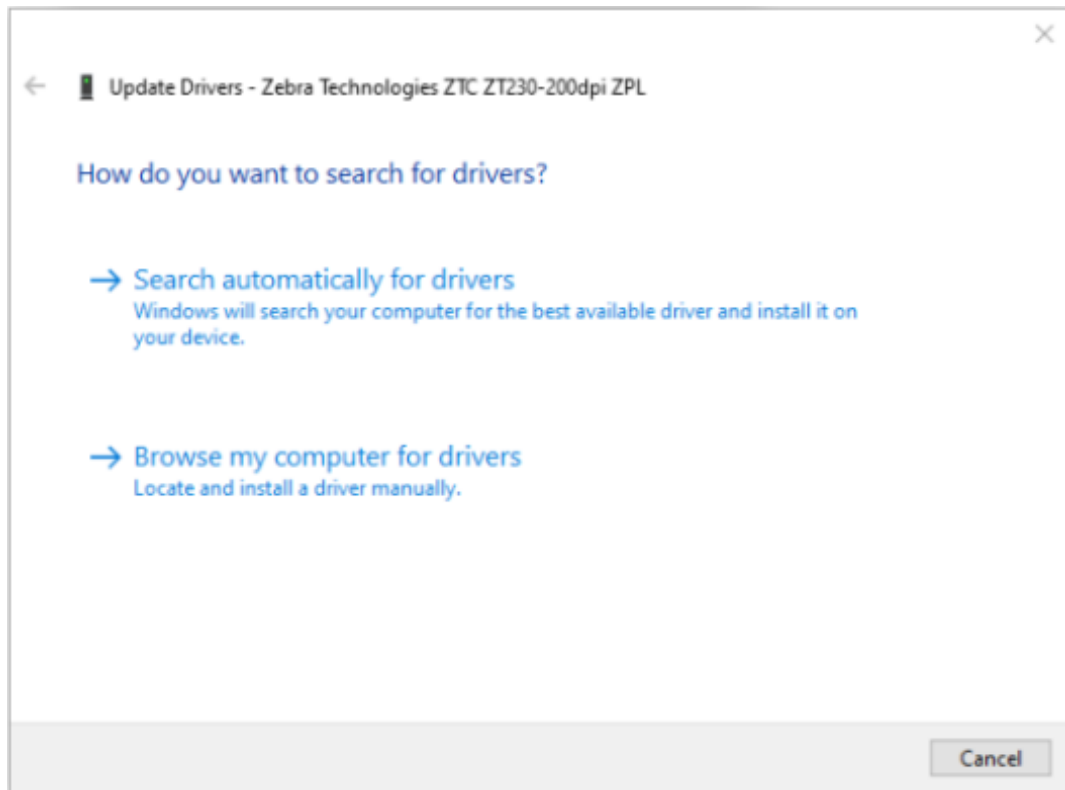 Update Drivers - Zebra Technologies ZTC ZT230-200dpi ZPL
How do you want to search for drivers?
Search automatically for drivers
Windows will search your computer for the best available driver and install it on
your device.
Browse my computer for drivers
Locate and install a driver manually.
Cancel